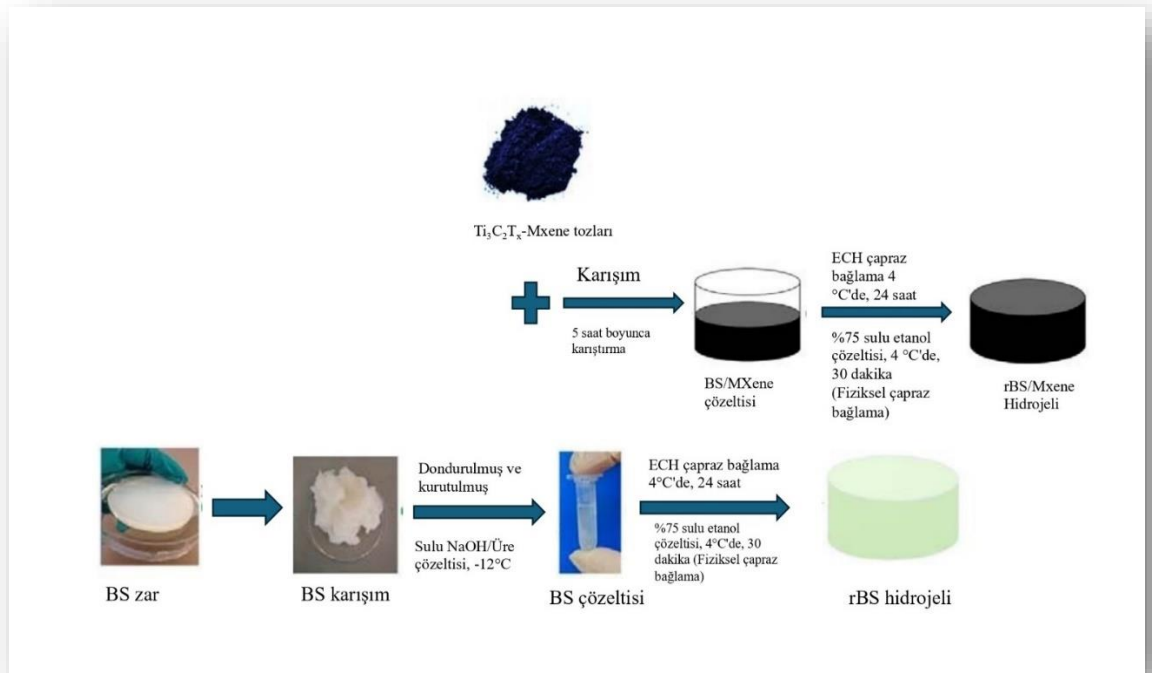 Ti₃C₂Tₓ-Mxene tozları
Karışım
5 saat boyunca
karıştırma
BS/MXene
çözeltisi
ECH çapraz
bağlama 4
°C'de, 24 saat
%75 sulu etanol
çözeltisi, 4 °C'de,
30 dakika
(Fiziksel çapraz
bağlama)
rBS/Mxene
Hidrojeli
BS zar
BS karışım
Dondurulmuş ve
kurutulmuş
Sulu NaOH/Üre
çözeltisi, -12°C
BS çözeltisi
ECH çapraz bağlama
4°C'de, 24 saat
%75 sulu etanol
çözeltisi, 4°C'de, 30
dakika (Fiziksel çapraz
bağlama)
rBS hidrojeli